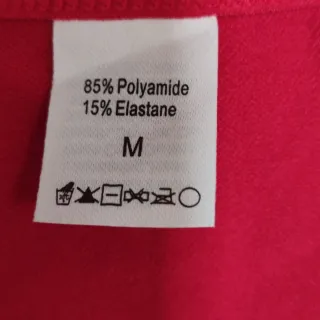 85% Polyamide
15% Elastane
M